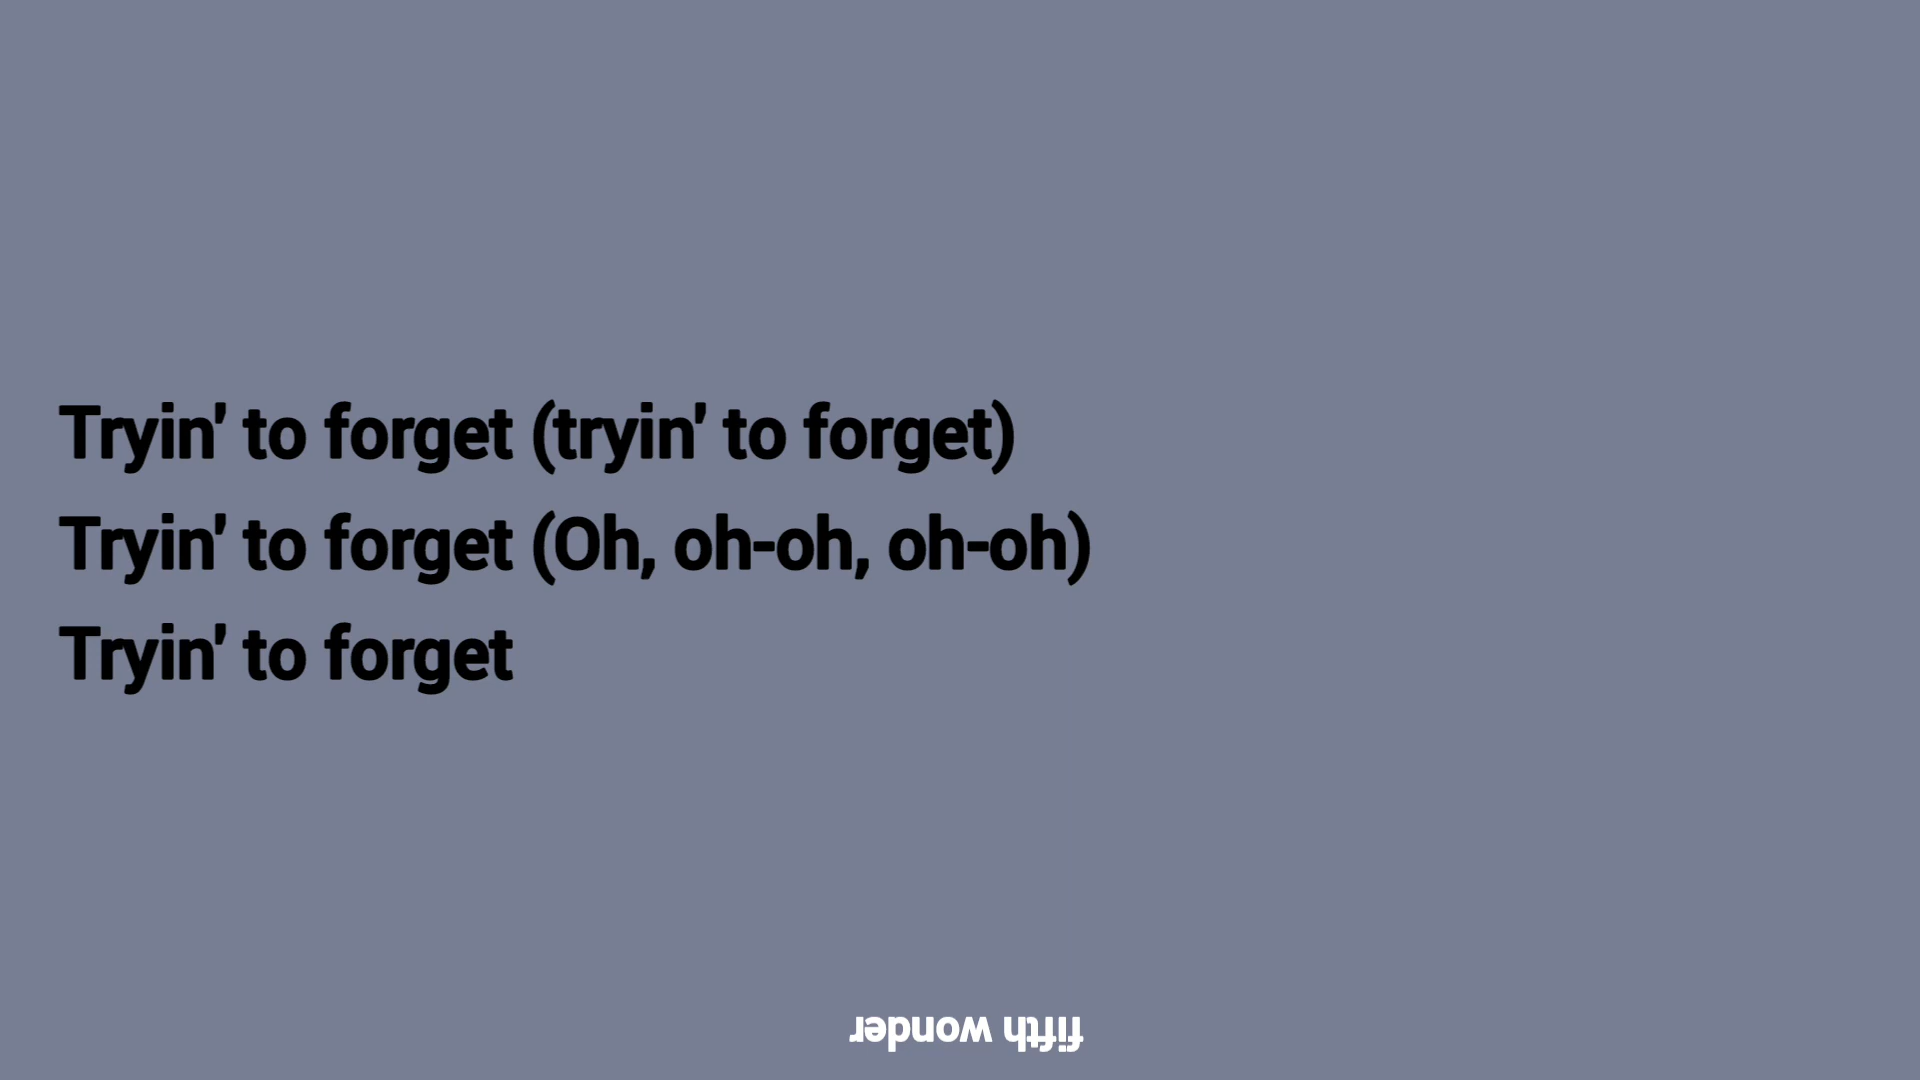 Tryin' to forget (tryin' to forget)
Tryin' to forget (Oh, oh-oh, oh-oh)
Tryin' to forget
fifth wonder